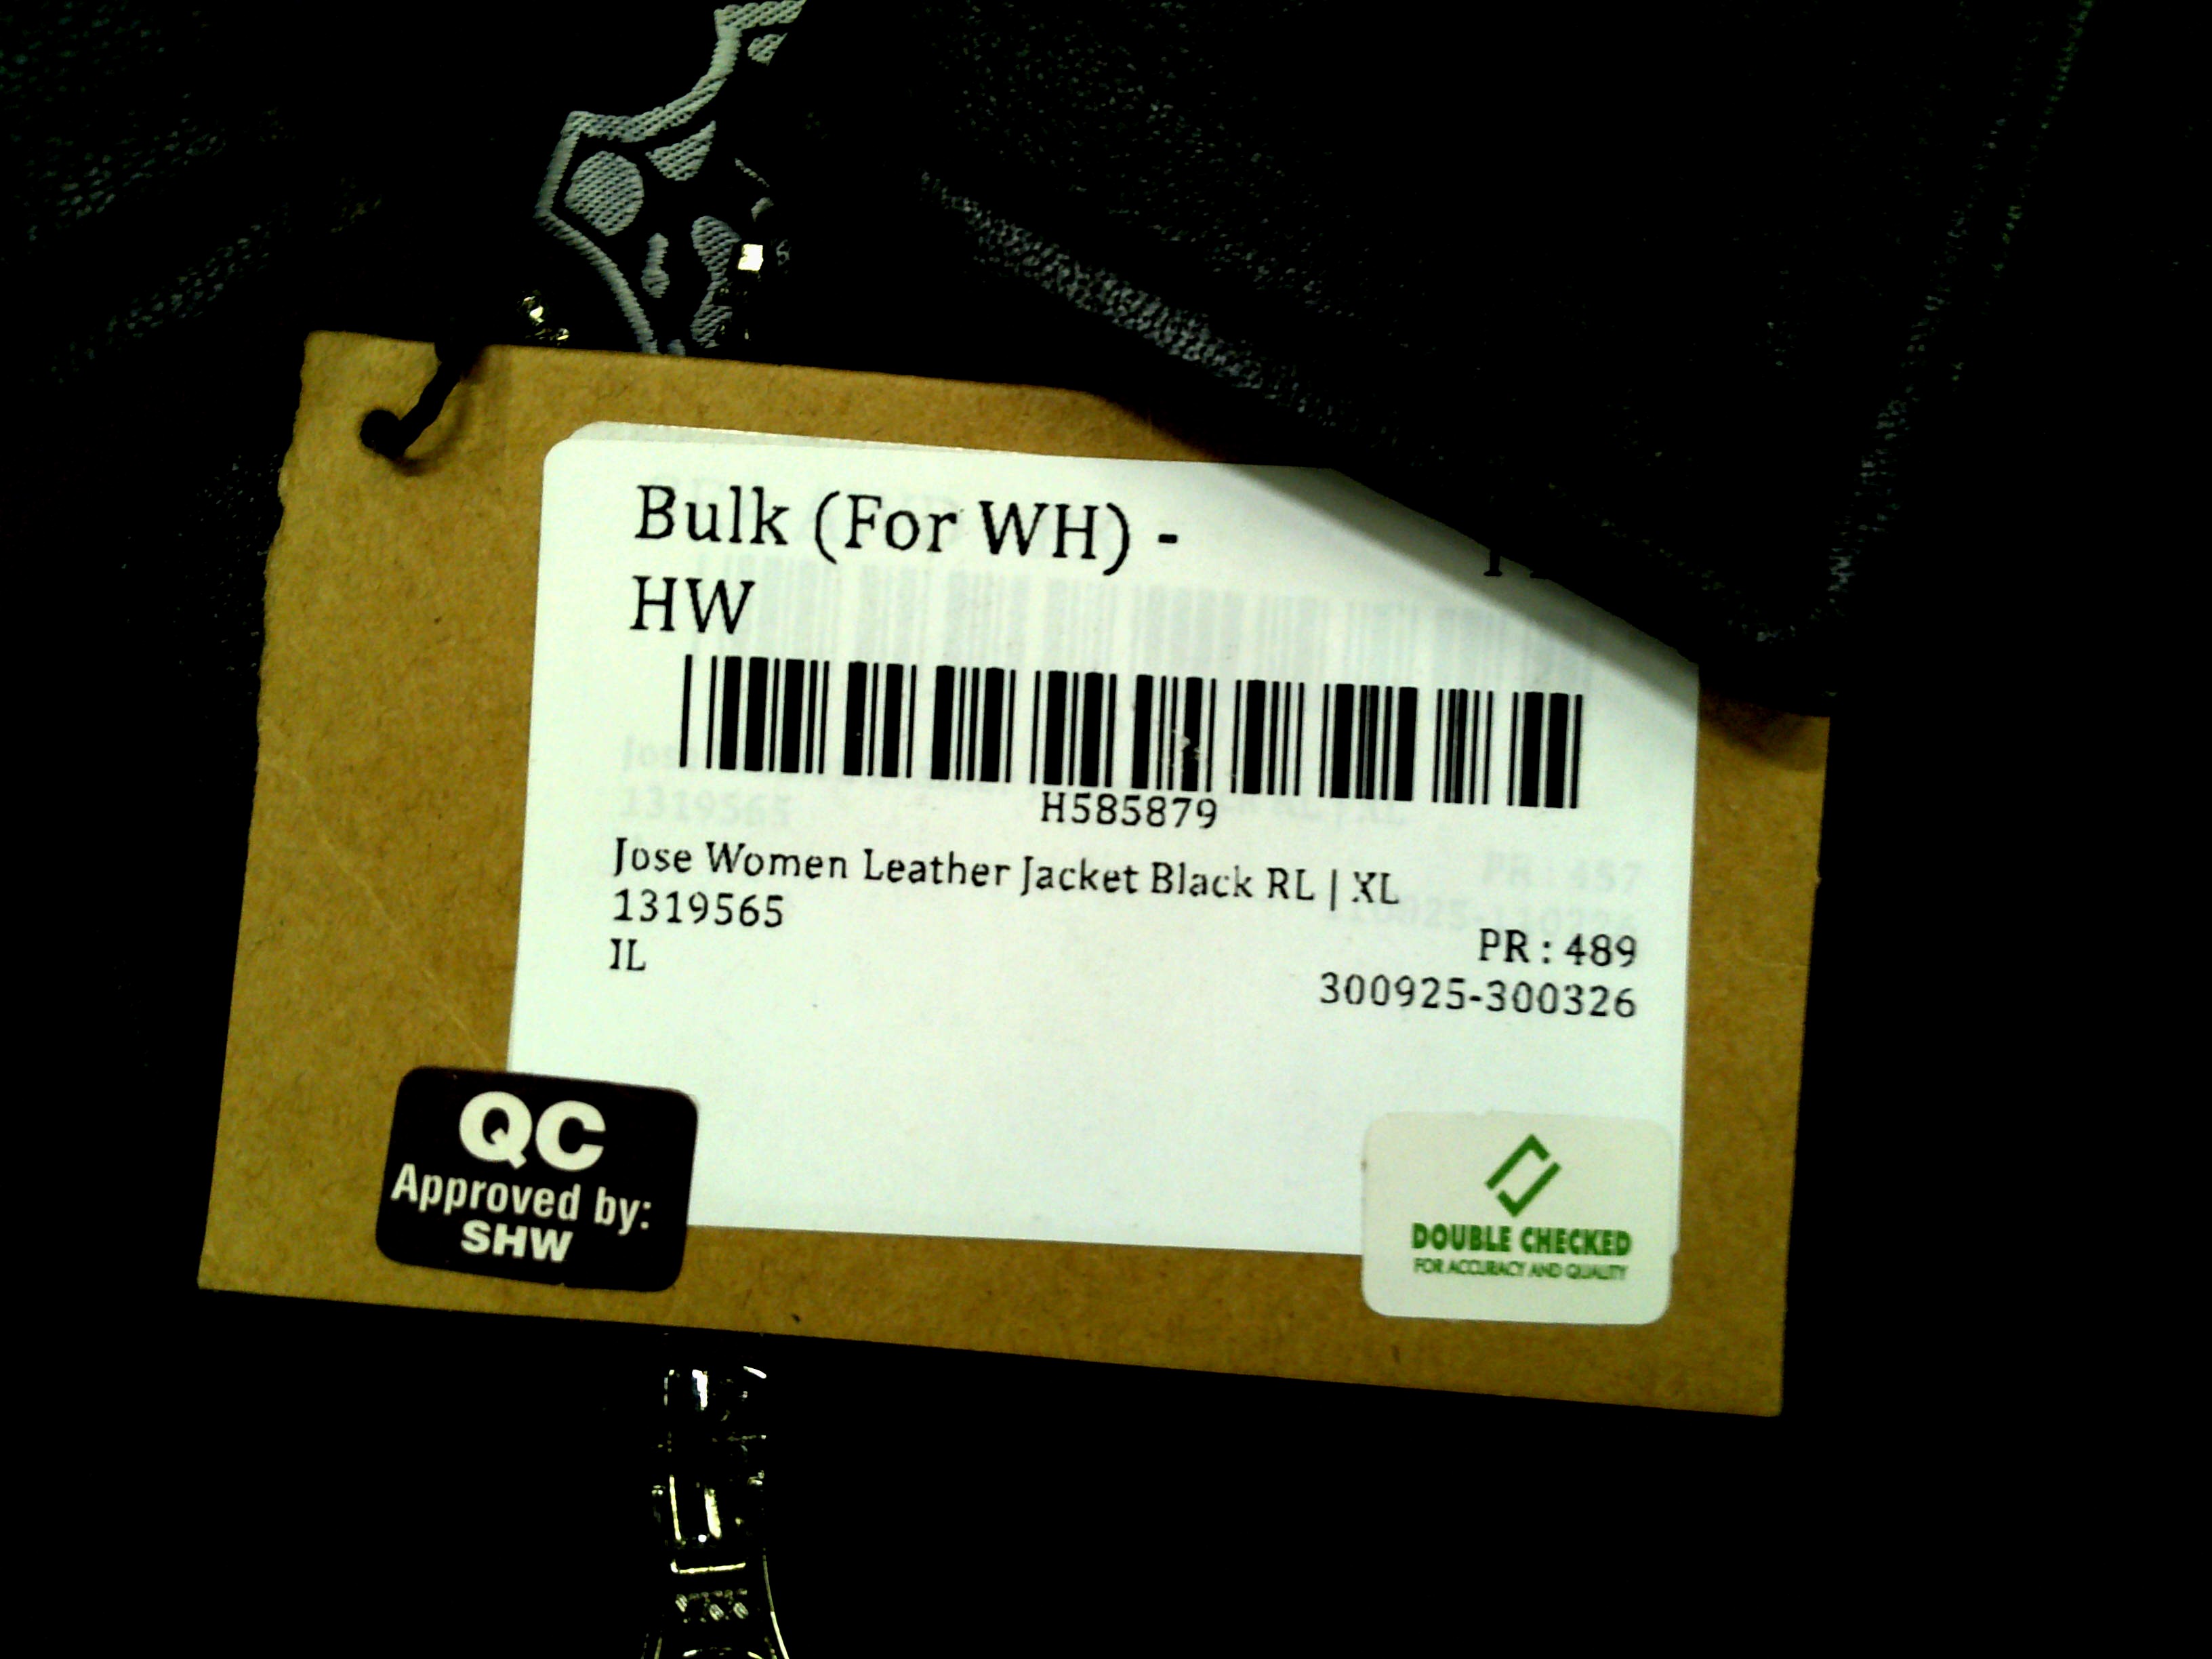 Bulk (For WH) -
HW
H585879
Jose Women Leather Jacket Black RL | XL
1319565
IL
PR : 489
300925-300326
QC
Approved by:
SHW
DOUBLE CHECKED
FOR ACCURACY AND QUALITY